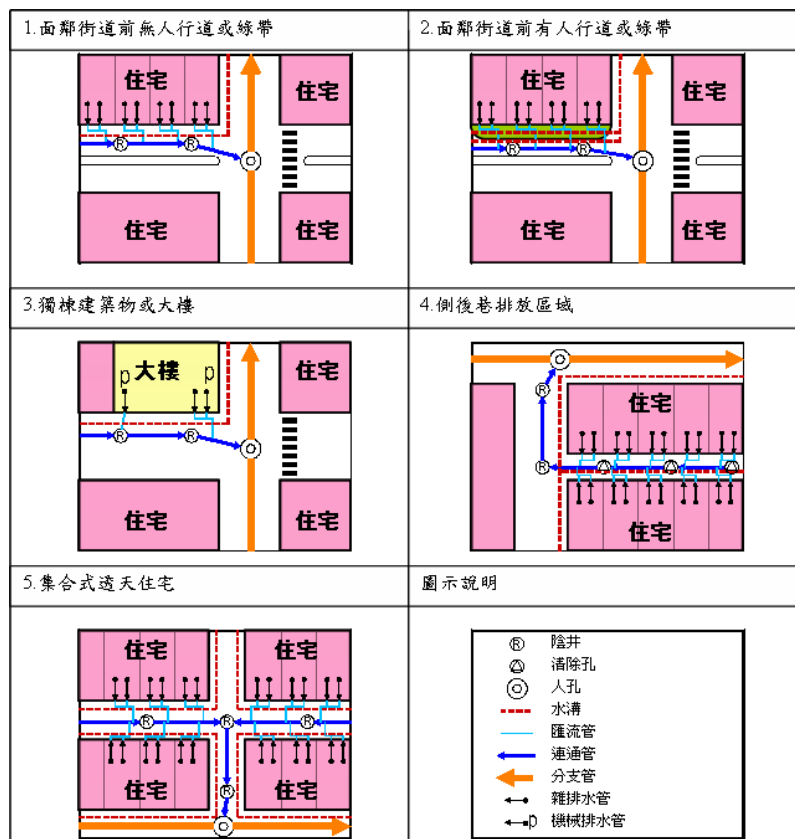 1.面鄰街道前無人行道或綠帶
住宅
住宅
R
R
住宅
住宅
2.面鄰街道前有人行道或綠帶
住宅
住宅
R
R
住宅
住宅
3.獨棟建築物或大樓
p
大樓
p
住宅
R
R
住宅
住宅
4.側後巷排放區域
R
住宅
R
住宅
5.集合式透天住宅
住宅
住宅
R
R
R
住宅
R
住宅
圖示說明
R 陰井
清除孔
人孔
水溝
匯流管
連通管
分支管
雜排水管
p 機械排水管